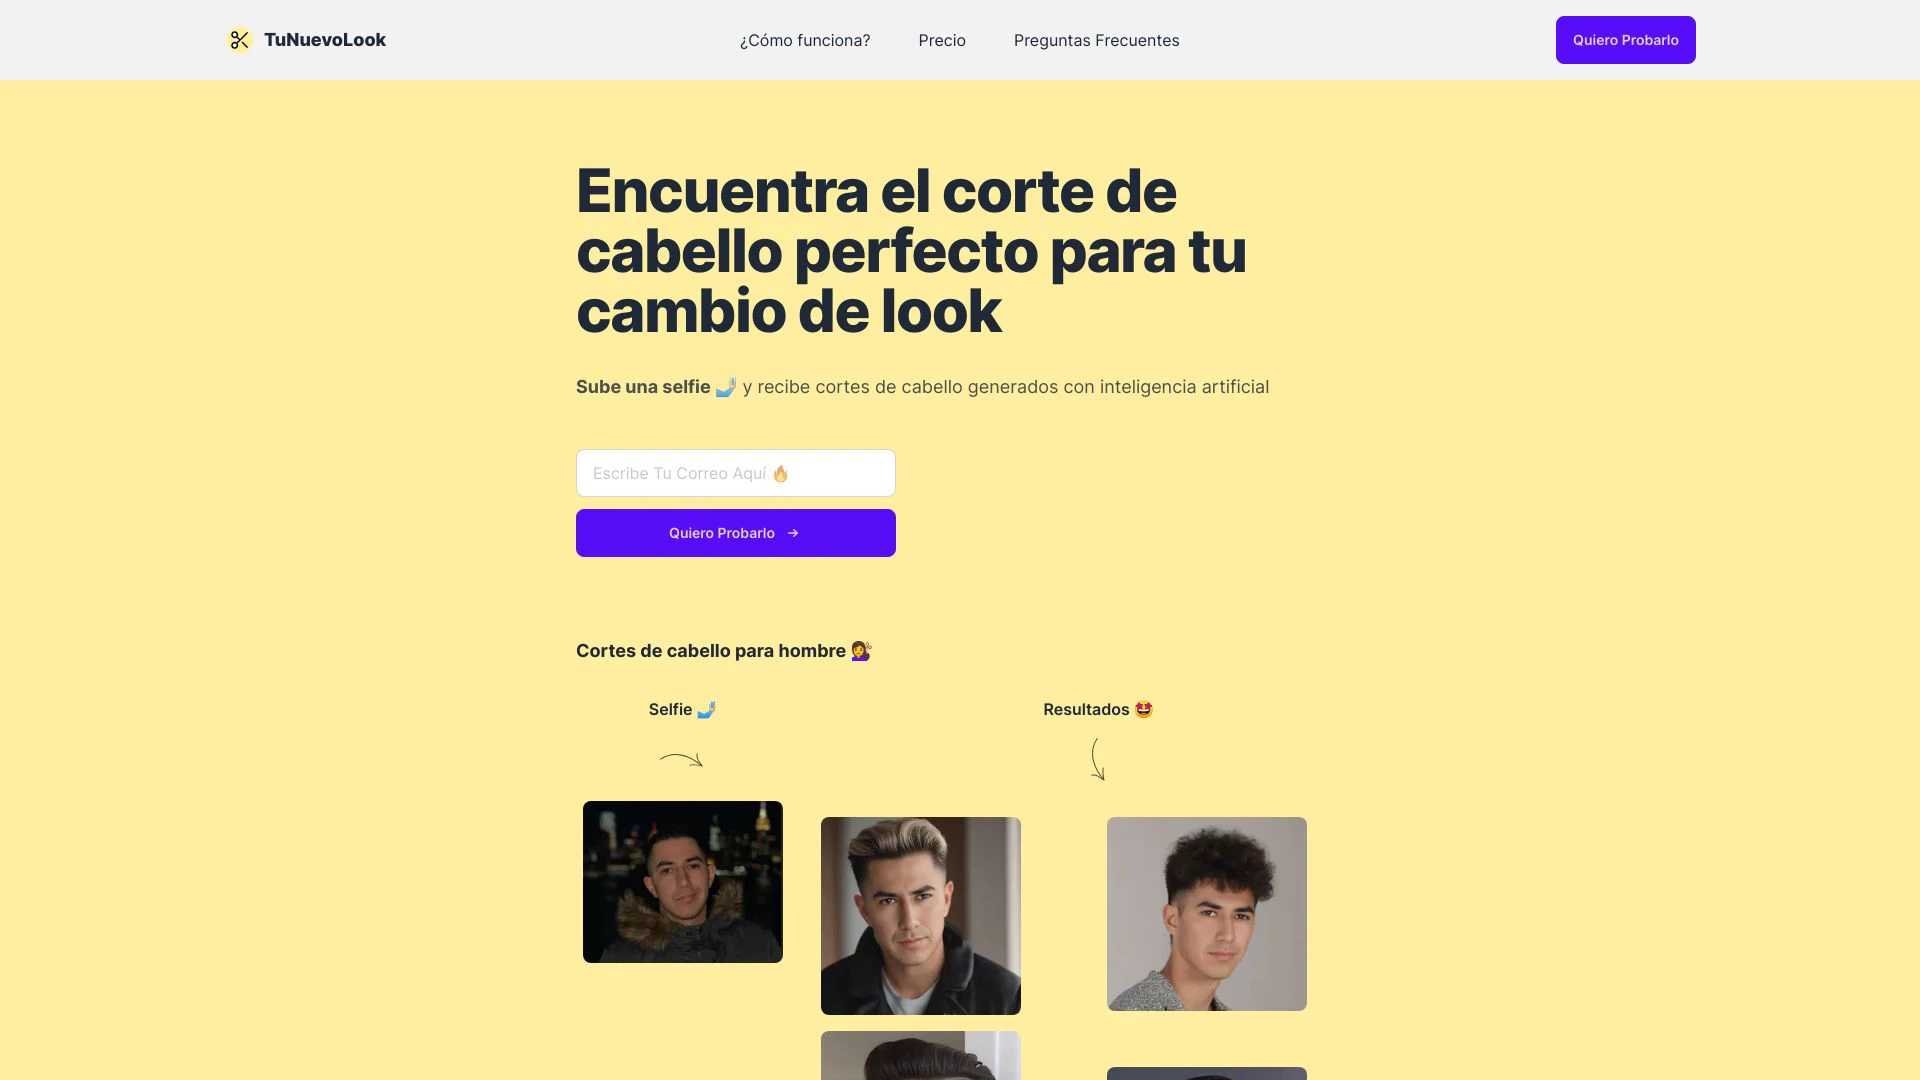 TuNuevoLook
¿Cómo funciona?
Precio
Preguntas Frecuentes
Quiero Probarlo
Encuentra el corte de
cabello perfecto para tu
cambio de look
Sube una selfie 🤳 y recibe cortes de cabello generados con inteligencia artificial
Escribe Tu Correo Aquí 🔥
Quiero Probarlo →
Cortes de cabello para hombre 💇‍♀️
Selfie 🤳
Resultados 🤩